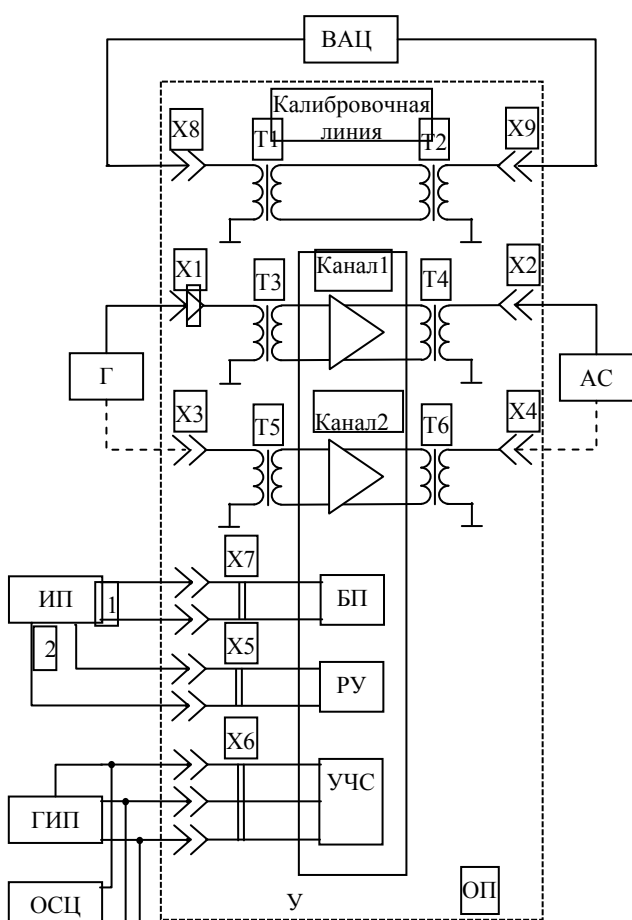 ВАЦ
Калибровочная
линия
X8
T1
T2
X9
X1
T3
Канал1
T4
X2
Г
АС
X3
T5
Канал2
T6
X4
X7
ИП
1
БП
2
X5
РУ
X6
УЧС
ГИП
ОСЦ
У
ОП